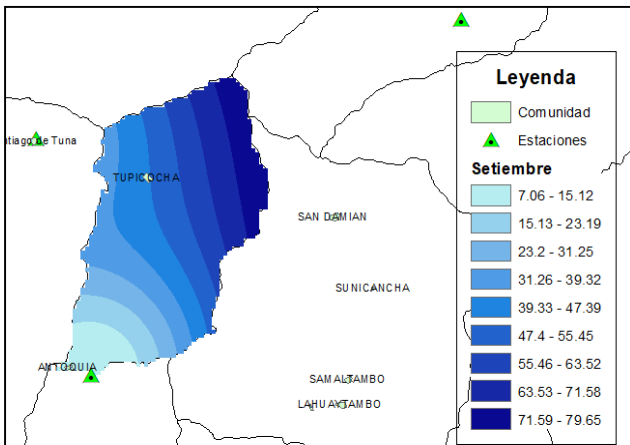 Leyenda
Comunidad
Estaciones
Setiembre
7.06 - 15.12
15.13 - 23.19
23.2 - 31.25
31.26 - 39.32
39.33 - 47.39
47.4 - 55.45
55.46 - 63.52
63.53 - 71.58
71.59 - 79.65
ntiago de Tuna
TUPICOCHA
SAN DAMIAN
SUNICANCHA
ANTIOQUIA
SAMALTAMBO
LAHUAYTAMBO